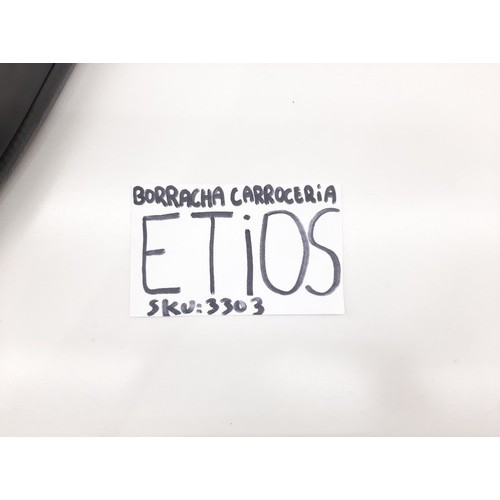 BORRACHA CARROCERiA
ETiOS
SKU:3303